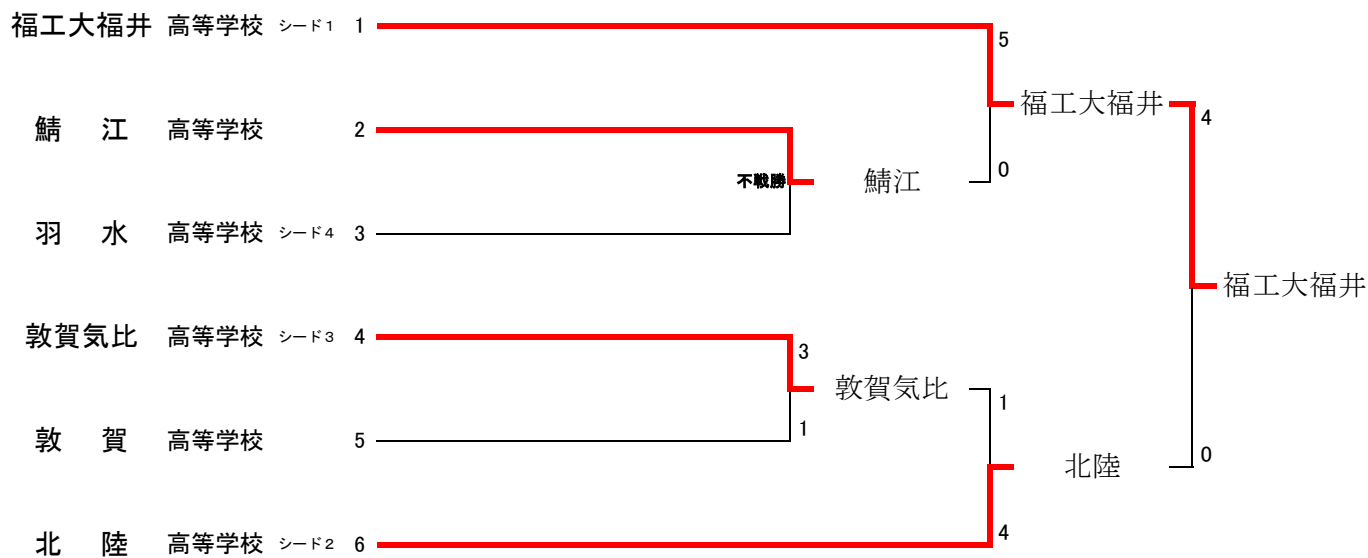 福工大福井 高等学校 シード1 1
5
福工大福井
4
鯖 江 高等学校 2
不戦勝
鯖江
0
羽 水 高等学校 シード4 3
福工大福井
敦賀気比 高等学校 シード3 4
3
敦賀気比
1
敦 賀 高等学校 5
1
北陸
0
北 陸 高等学校 シード2 6
4